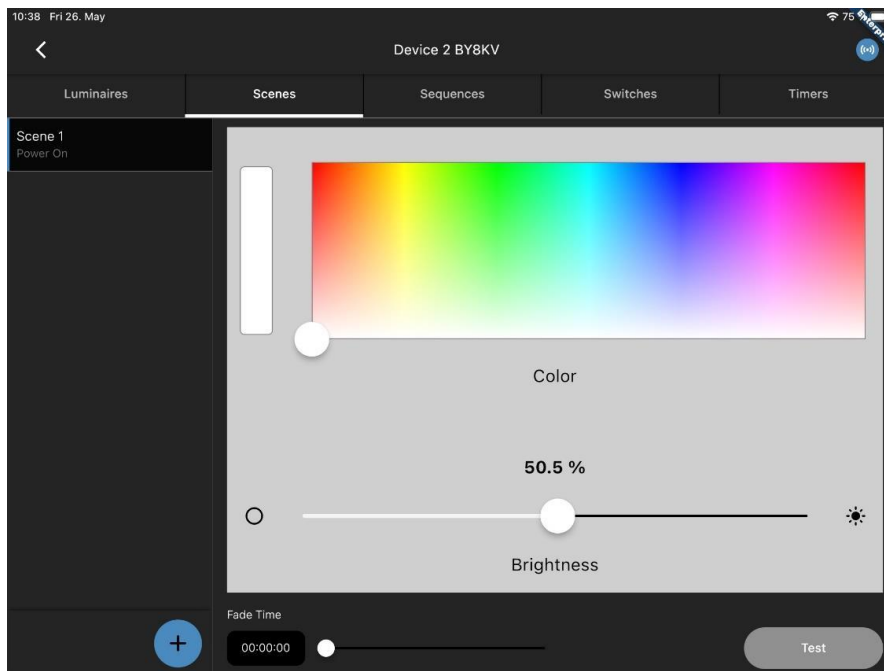 10:38 Fri 26. May
75
Device 2 BY8KV
Luminaires
Scenes
Sequences
Switches
Timers
Scene 1
Power On
Color
50.5 %
Brightness
Fade Time
00:00:00
+
Test